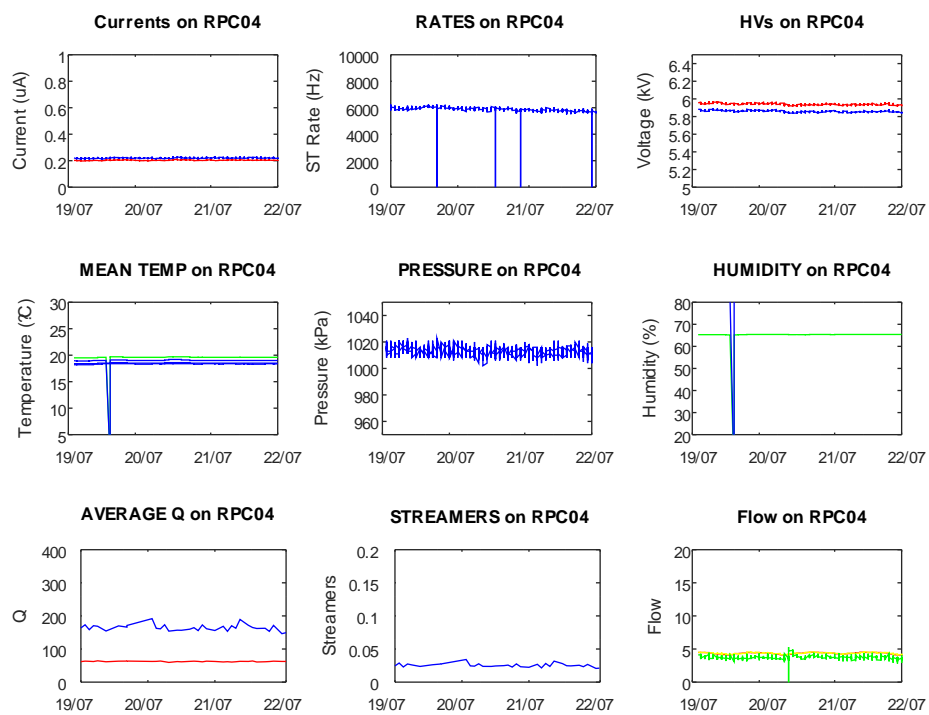 Currents on RPC04
RATES on RPC04
HVs on RPC04
Current (uA)
1
0.8
0.6
0.4
0.2
0
19/07 20/07 21/07 22/07
ST Rate (Hz)
10000
8000
6000
4000
2000
0
19/07 20/07 21/07 22/07
Voltage (kV)
6.4
6.2
6
5.8
5.6
5.4
5.2
5
19/07 20/07 21/07 22/07
MEAN TEMP on RPC04
PRESSURE on RPC04
HUMIDITY on RPC04
Temperature (?C)
30
25
20
15
10
5
19/07 20/07 21/07 22/07
Pressure (kPa)
1040
1020
1000
980
960
19/07 20/07 21/07 22/07
Humidity (%)
80
70
60
50
40
30
20
19/07 20/07 21/07 22/07
AVERAGE Q on RPC04
STREAMERS on RPC04
Flow on RPC04
Q
400
300
200
100
0
19/07 20/07 21/07 22/07
Streamers
0.2
0.15
0.1
0.05
0
19/07 20/07 21/07 22/07
Flow
20
15
10
5
0
19/07 20/07 21/07 22/07